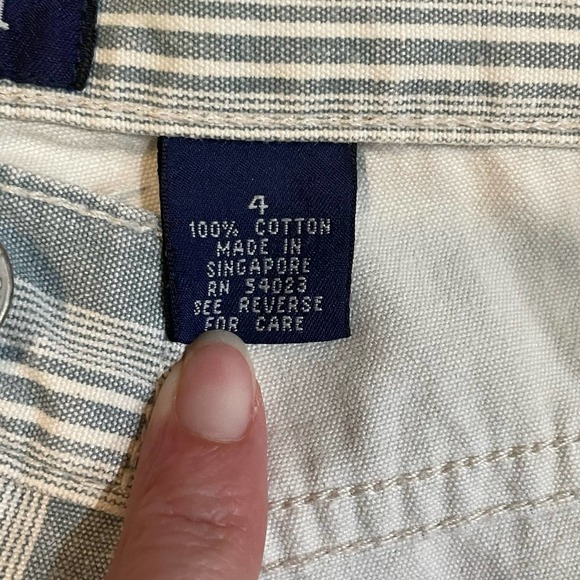 4
100% COTTON
MADE IN
SINGAPORE
RN 54023
SEE REVERSE
FOR CARE